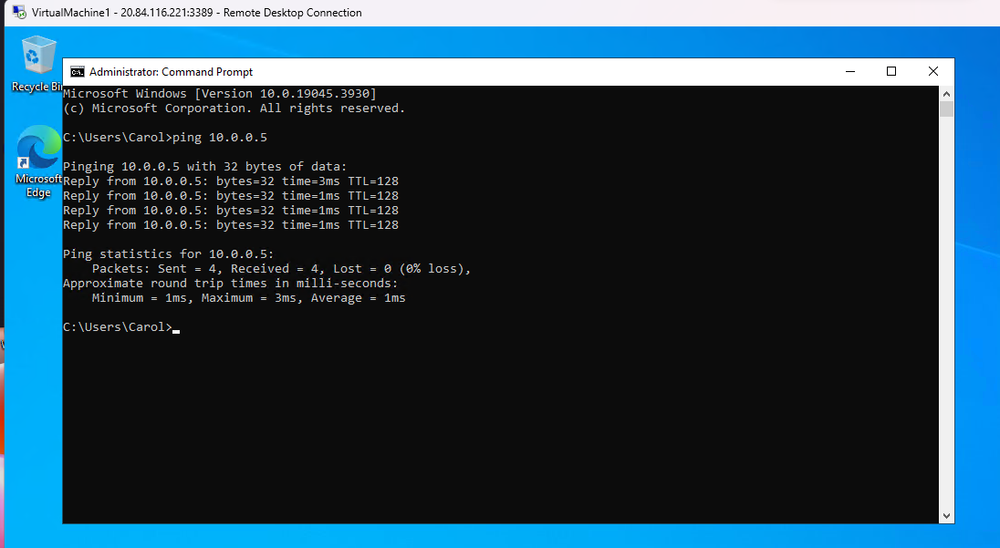 VirtualMachine1 - 20.84.116.221:3389 - Remote Desktop Connection
Recycle Bin
Microsoft Edge
Administrator: Command Prompt
Microsoft Windows [Version 10.0.19045.3930]
(c) Microsoft Corporation. All rights reserved.
C:\Users\Carol>ping 10.0.0.5
Pinging 10.0.0.5 with 32 bytes of data:
Reply from 10.0.0.5: bytes=32 time=3ms TTL=128
Reply from 10.0.0.5: bytes=32 time=1ms TTL=128
Reply from 10.0.0.5: bytes=32 time=1ms TTL=128
Reply from 10.0.0.5: bytes=32 time=1ms TTL=128
Ping statistics for 10.0.0.5:
    Packets: Sent = 4, Received = 4, Lost = 0 (0% loss),
Approximate round trip times in milli-seconds:
    Minimum = 1ms, Maximum = 3ms, Average = 1ms
C:\Users\Carol>